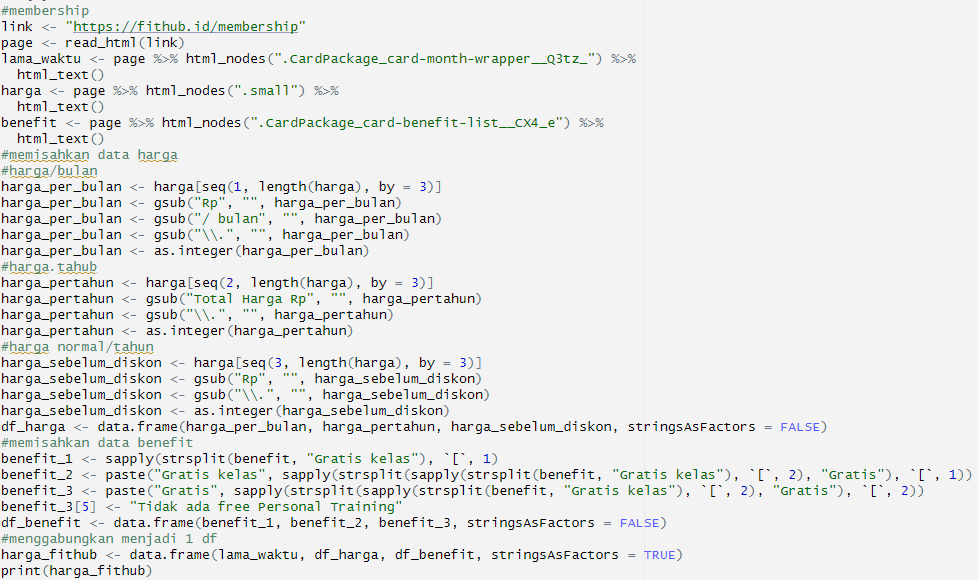 #membership
link <- "https://fithub.id/membership"
page <- read_html(link)
lama_waktu <- page %>% html_nodes(".CardPackage_card-month-wrapper__Q3tz_") %>%
  html_text()
harga <- page %>% html_nodes(".small") %>%
  html_text()
benefit <- page %>% html_nodes(".CardPackage_card-benefit-list__CX4_e") %>%
  html_text()
#memisahkan data harga
#harga/bulan
harga_per_bulan <- harga[seq(1, length(harga), by = 3)]
harga_per_bulan <- gsub("Rp", "", harga_per_bulan)
harga_per_bulan <- gsub("/ bulan", "", harga_per_bulan)
harga_per_bulan <- gsub("\\.", "", harga_per_bulan)
harga_per_bulan <- as.integer(harga_per_bulan)
#harga.tahub
harga_pertahun <- harga[seq(2, length(harga), by = 3)]
harga_pertahun <- gsub("Total Harga Rp", "", harga_pertahun)
harga_pertahun <- gsub("\\.", "", harga_pertahun)
harga_pertahun <- as.integer(harga_pertahun)
#harga normal/tahun
harga_sebelum_diskon <- harga[seq(3, length(harga), by = 3)]
harga_sebelum_diskon <- gsub("Rp", "", harga_sebelum_diskon)
harga_sebelum_diskon <- gsub("\\.", "", harga_sebelum_diskon)
harga_sebelum_diskon <- as.integer(harga_sebelum_diskon)
df_harga <- data.frame(harga_per_bulan, harga_pertahun, harga_sebelum_diskon, stringsAsFactors = FALSE)
#memisahkan data benefit
benefit_1 <- sapply(strsplit(benefit, "Gratis kelas"), `[`, 1)
benefit_2 <- paste("Gratis kelas", sapply(strsplit(sapply(strsplit(benefit, "Gratis kelas"), `[`, 2), "Gratis"), `[`, 1))
benefit_3 <- paste("Gratis", sapply(strsplit(sapply(strsplit(benefit, "Gratis kelas"), `[`, 2), "Gratis"), `[`, 2))
benefit_3[5] <- "Tidak ada free Personal Training"
df_benefit <- data.frame(benefit_1, benefit_2, benefit_3, stringsAsFactors = FALSE)
#menggabungkan menjadi 1 df
harga_fithub <- data.frame(lama_waktu, df_harga, df_benefit, stringsAsFactors = TRUE)
print(harga_fithub)